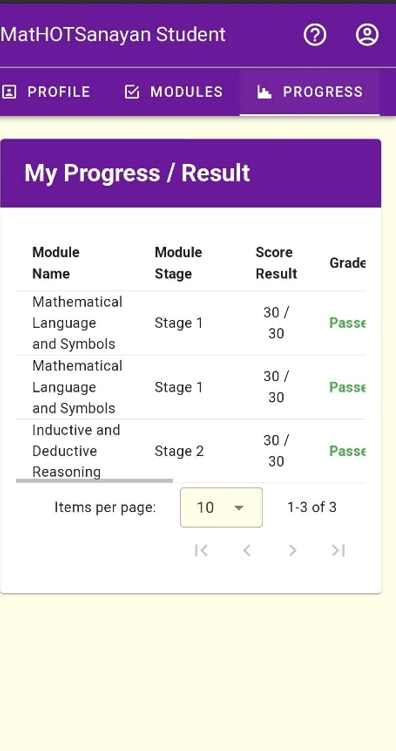 MatHOTSanayan Student
PROFILE MODULES PROGRESS
My Progress / Result
Module Name Module Stage Score Result Grade
Mathematical Language and Symbols Stage 1 30 / 30 Passe
Mathematical Language and Symbols Stage 1 30 / 30 Passe
Inductive and Deductive Reasoning Stage 2 30 / 30 Passe
Items per page: 10 1-3 of 3